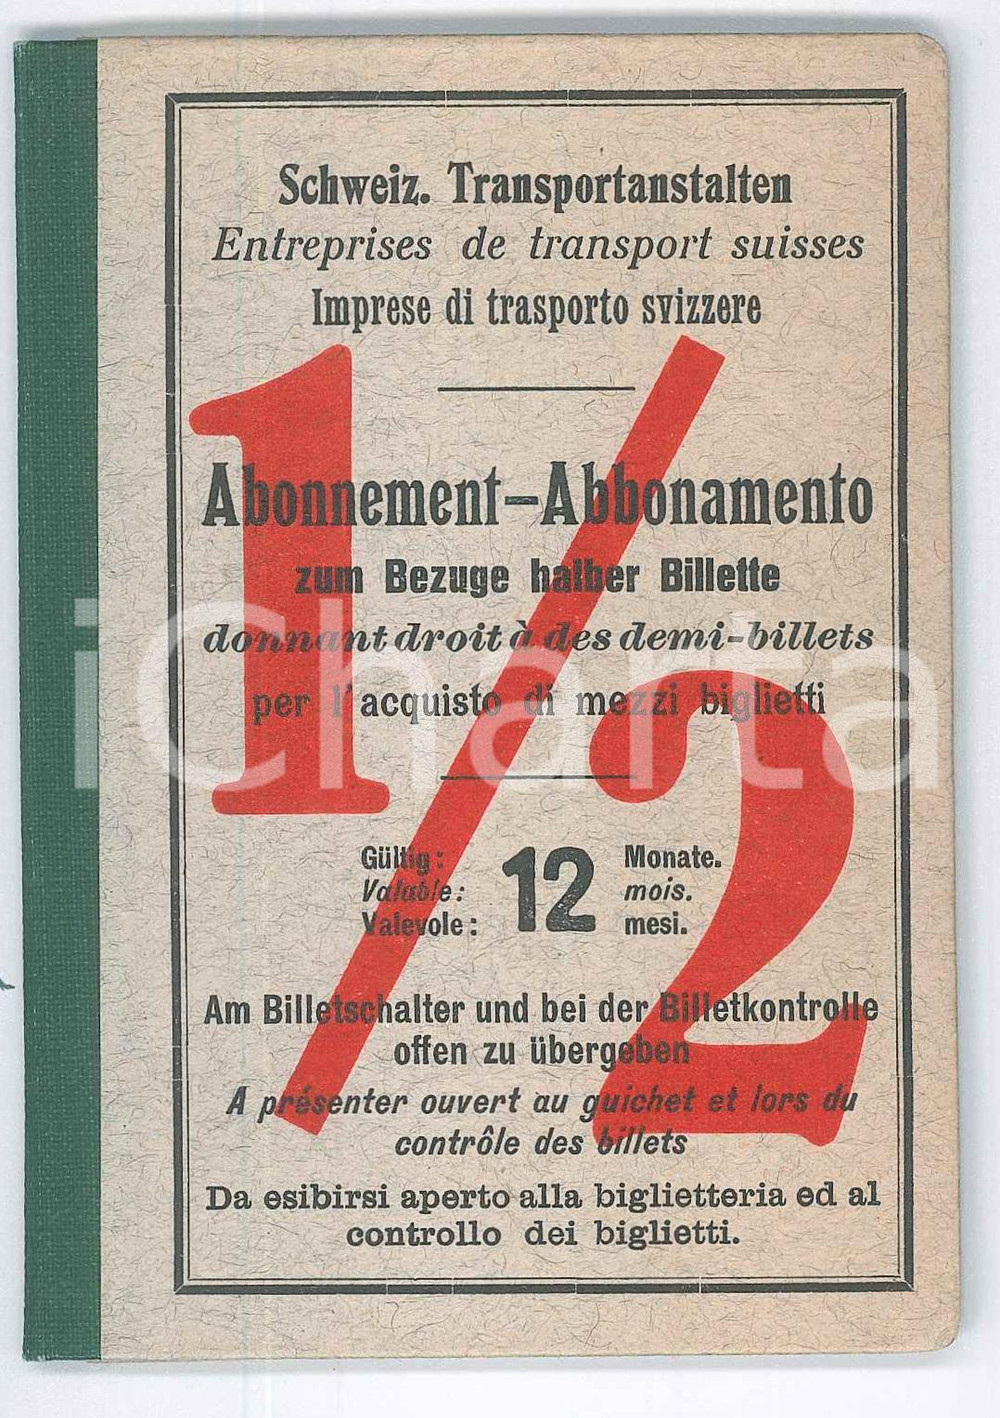 Schweiz. Transportanstalten
Entreprises de transport suisses
Imprese di trasporto svizzere
1/2
Abonnement-Abbonamento
zum Bezuge halber Billette
donnant droit à des demi-billets
per l'acquisto di mezzi biglietti
iCharta
Gültig: 12 Monate.
Valable: mois.
Valevole: mesi.
Am Billetschalter und bei der Billetkontrolle
offen zu übergeben
A présenter ouvert au guichet et lors du
contrôle des billets
Da esibirsi aperto alla biglietteria ed al
controllo dei biglietti.